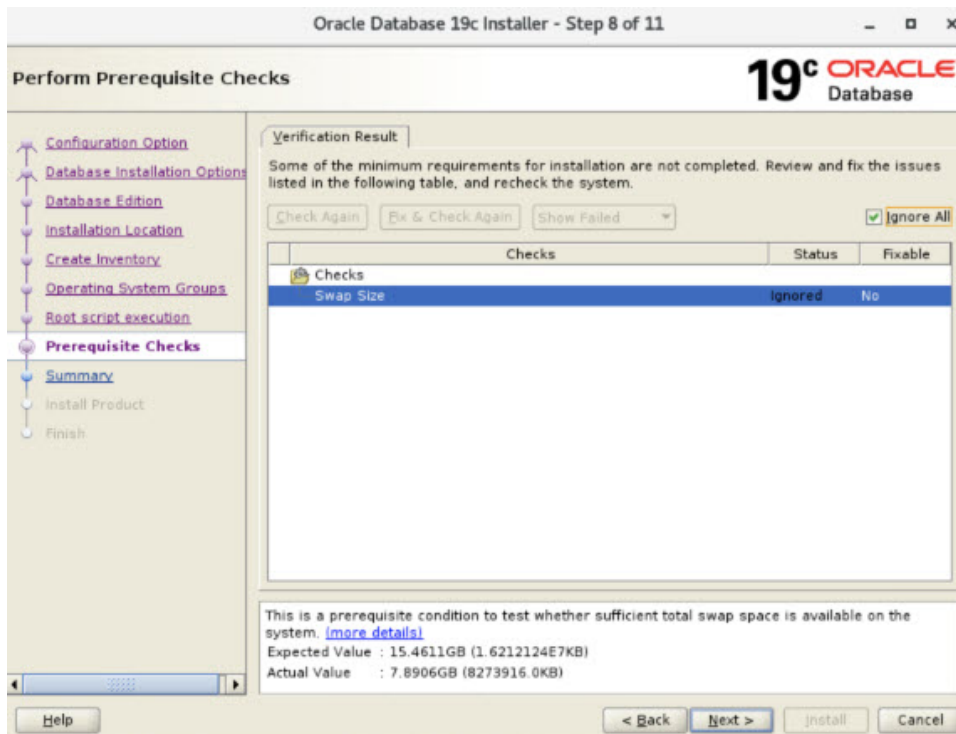 Oracle Database 19c Installer - Step 8 of 11
Perform Prerequisite Checks
19c ORACLE
Database
Configuration Option
Database Installation Options
Database Edition
Installation Location
Create Inventory
Operating System Groups
Root script execution
Prerequisite Checks
Summary
Install Product
Finish
Verification Result
Some of the minimum requirements for installation are not completed. Review and fix the issues
listed in the following table, and recheck the system.
Check Again Fix & Check Again Show Failed Ignore All
Checks Status Fixable
Checks
Swap Size Ignored No
This is a prerequisite condition to test whether sufficient total swap space is available on the
system. (more details)
Expected Value : 15.4611GB (1.6212124E7KB)
Actual Value : 7.8906GB (8273916.0KB)
Help < Back Next > Install Cancel